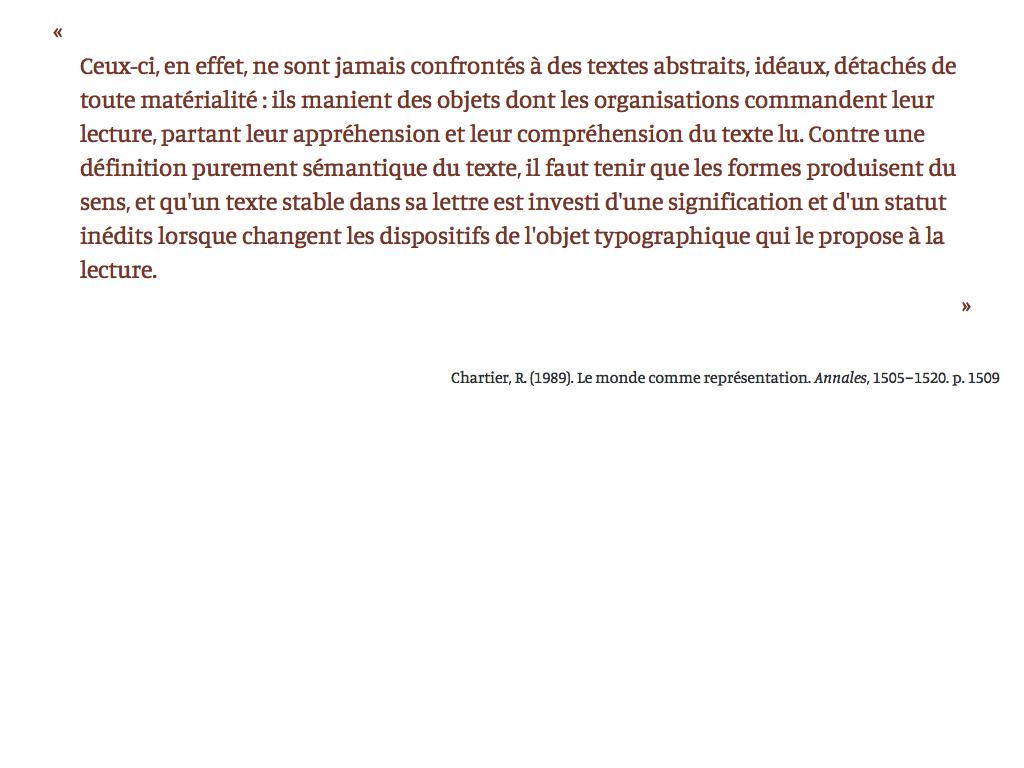 «
Ceux-ci, en effet, ne sont jamais confrontés à des textes abstraits, idéaux, détachés de
toute matérialité : ils manient des objets dont les organisations commandent leur
lecture, partant leur appréhension et leur compréhension du texte lu. Contre une
définition purement sémantique du texte, il faut tenir que les formes produisent du
sens, et qu'un texte stable dans sa lettre est investi d'une signification et d'un statut
inédits lorsque changent les dispositifs de l'objet typographique qui le propose à la
lecture.
»
Chartier, R. (1989). Le monde comme représentation. Annales, 1505–1520. p. 1509